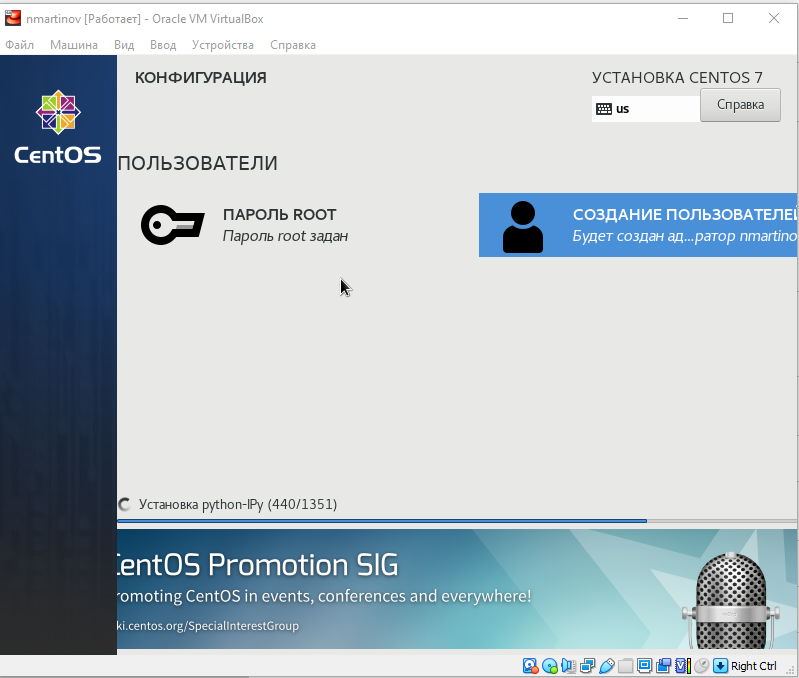 nmartinov [Работает] - Oracle VM VirtualBox
Файл Машина Вид Ввод Устройства Справка
КОНФИГУРАЦИЯ
УСТАНОВКА CENTOS 7
us
Справка
CentOS
ПОЛЬЗОВАТЕЛИ
ПАРОЛЬ ROOT
Пароль root задан
СОЗДАНИЕ ПОЛЬЗОВАТЕЛЕЙ
Будет создан ад...ратор nmartino
Установка python-IPy (440/1351)
CentOS Promotion SIG
romoting CentOS in events, conferences and everywhere!
ki.centos.org/SpecialInterestGroup
Right Ctrl